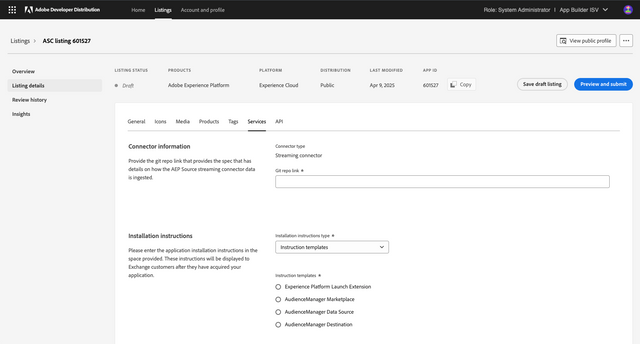 Adobe Developer Distribution
Home
Listings
Account and profile
Role: System Administrator | App Builder ISV
Listings > ASC listing 601527
View public profile
Overview
Listing details
Review history
Insights
LISTING STATUS
Draft
PRODUCTS
Adobe Experience Platform
PLATFORM
Experience Cloud
DISTRIBUTION
Public
LAST MODIFIED
Apr 9, 2025
APP ID
601527
Copy
Save draft listing
Preview and submit
General
Icons
Media
Products
Tags
Services
API
Connector information
Provide the git repo link that provides the spec that has
details on how the AEP Source streaming connector data
is ingested.
Connector type
Streaming connector
Git repo link *
Installation instructions
Please enter the application installation instructions in the
space provided. These instructions will be displayed to
Exchange customers after they have acquired your
application.
Installation instructions type *
Instruction templates
Instruction templates *
Experience Platform Launch Extension
AudienceManager Marketplace
AudienceManager Data Source
AudienceManager Destination